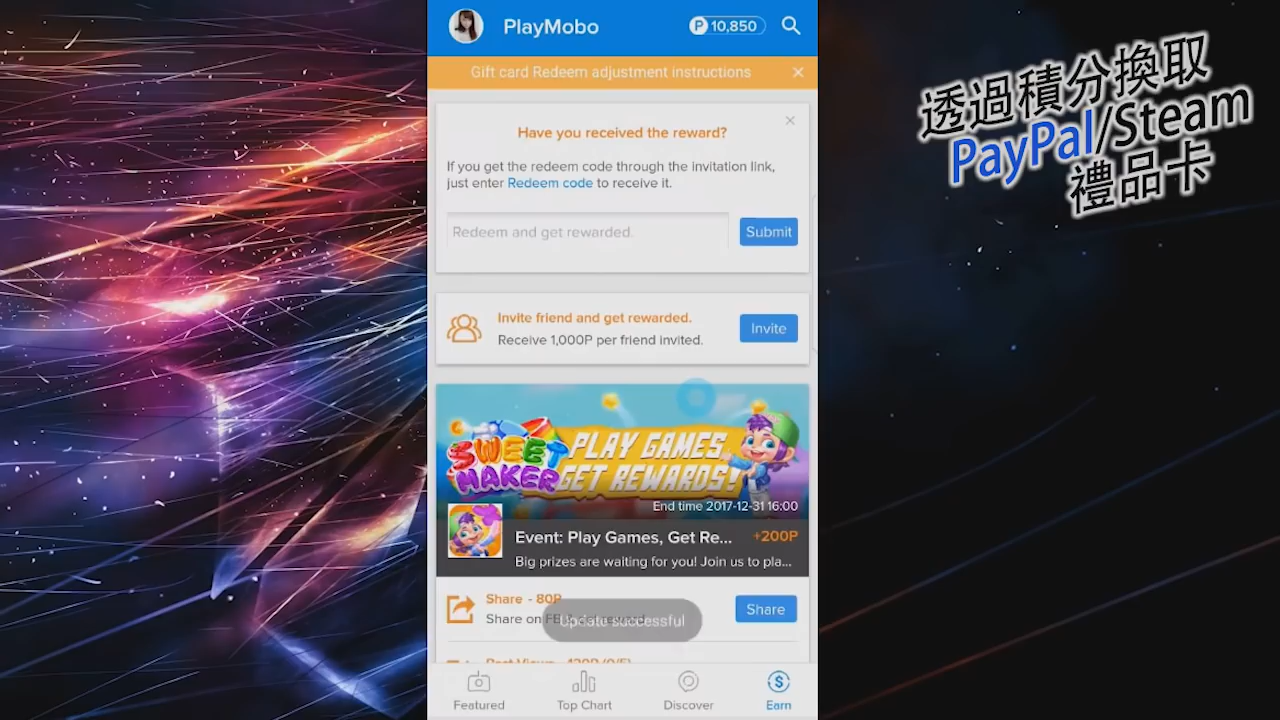 PlayMobo
P 10,850
Gift card Redeem adjustment instructions
Have you received the reward?
If you get the redeem code through the invitation link,
just enter Redeem code to receive it.
Redeem and get rewarded.
Submit
Invite friend and get rewarded.
Receive 1,000P per friend invited.
Invite
SWEET
MAKER
PLAY GAMES,
GET REWARDS!
End time 2017-12-31 16:00
Event: Play Games, Get Re...
+200P
Big prizes are waiting for you! Join us to pla...
Share - 80P
Share on FB
Update successful
Share
Featured
Top Chart
Discover
Earn
透過積分換取
PayPal/Steam
禮品卡